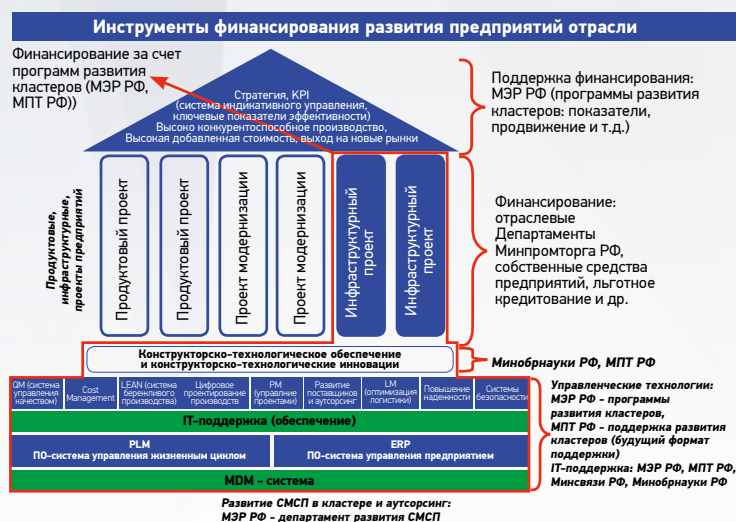 Инструменты финансирования развития предприятий отрасли
Финансирование за счет
программ развития
кластеров (МЭР РФ,
МПТ РФ))
Стратегия, KPI
(система индикативного управления,
ключевые показатели эффективности)
Высоко конкурентоспособное производство,
Высокая добавленная стоимость, выход на новые рынки
Поддержка финансирования:
МЭР РФ (программы развития
кластеров: показатели,
продвижение и т.д.)
Продуктовые,
инфраструктурные,
проекты предприятий
Продуктовый проект
Продуктовый проект
Проект модернизации
Проект модернизации
Инфраструктурный
проект
Инфраструктурный
проект
Финансирование:
отраслевые
Департаменты
Минпромторга РФ,
собственные средства
предприятий, льготное
кредитование и др.
Конструкторско-технологическое обеспечение
и конструкторско-технологические инновации
Минобрнауки РФ, МПТ РФ
QM (система
управления
качеством)
Cost
Management
LEAN (система
бережливого
производства)
Цифровое
проектирование
производств
PM
(управлние
проектами)
Развитие
поставщиков
и аутсорсинг
LM
(оптимизация
логистики)
Повышение
надежности
Системы
безопасности
IT-поддержка (обеспечение)
PLM
ПО-система управления жизненным циклом
ERP
ПО-система управления предприятием
MDM - система
Управленческие технологии:
МЭР РФ - программы
развития кластеров,
МПТ РФ - поддержка развития
кластеров (будущий формат
поддержки)
IT-поддержка: МЭР РФ, МПТ РФ,
Минсвязи РФ, Минобрнауки РФ
Развитие СМСП в кластере и аутсорсинг:
МЭР РФ - департамент развития СМСП